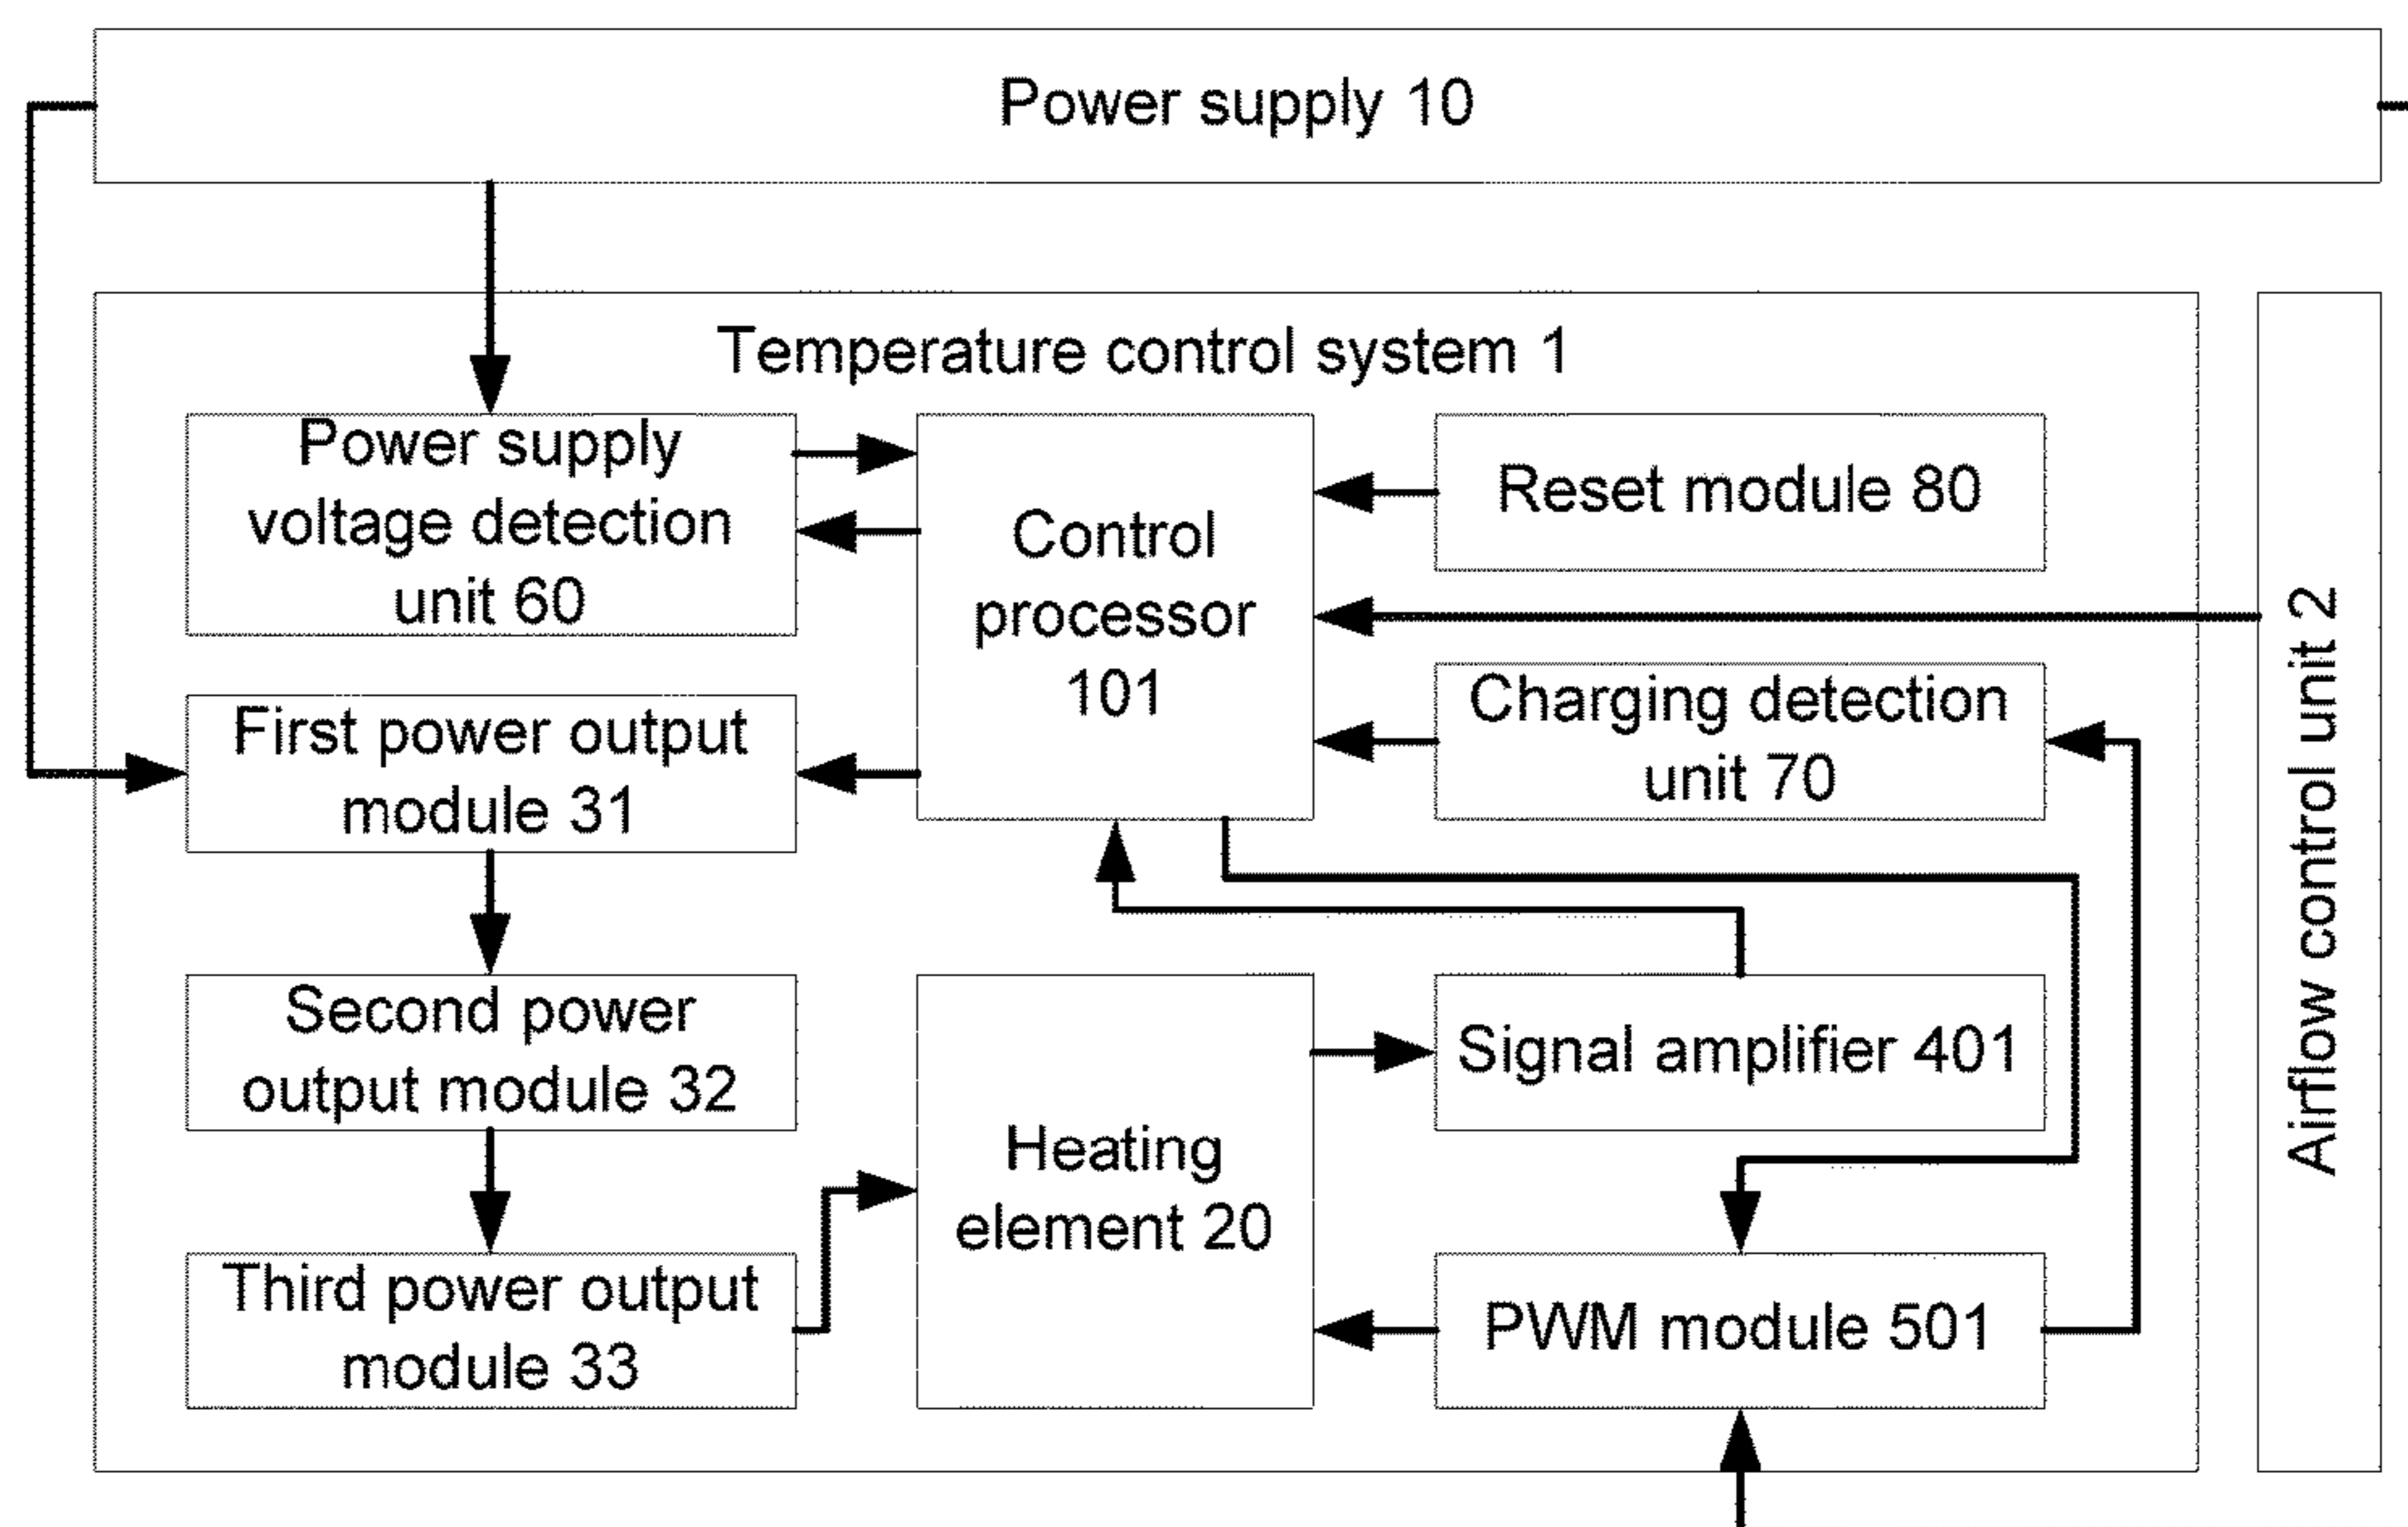 Power supply 10
Temperature control system 1
Power supply
voltage detection
unit 60
Control
processor
101
Reset module 80
First power output
module 31
Charging detection
unit 70
Airflow control unit 2
Second power
output module 32
Heating
element 20
Signal amplifier 401
Third power output
module 33
PWM module 501